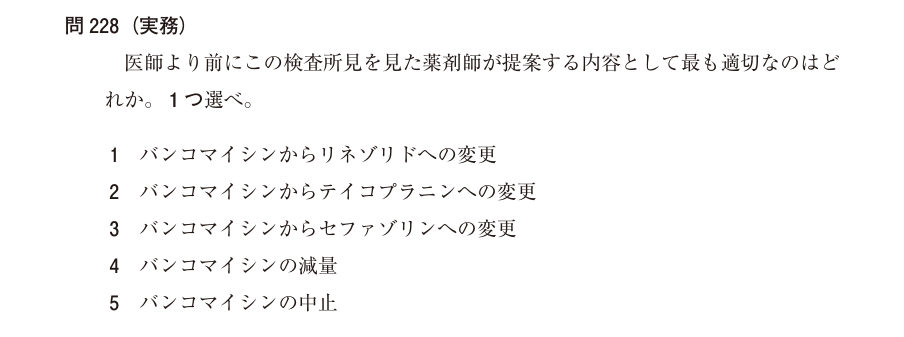 問 228（実務）
医師より前にこの検査所見を見た薬剤師が提案する内容として最も適切なのはど
れか。1つ選べ。
1 バンコマイシンからリネゾリドへの変更
2 バンコマイシンからテイコプラニンへの変更
3 バンコマイシンからセファゾリンへの変更
4 バンコマイシンの減量
5 バンコマイシンの中止